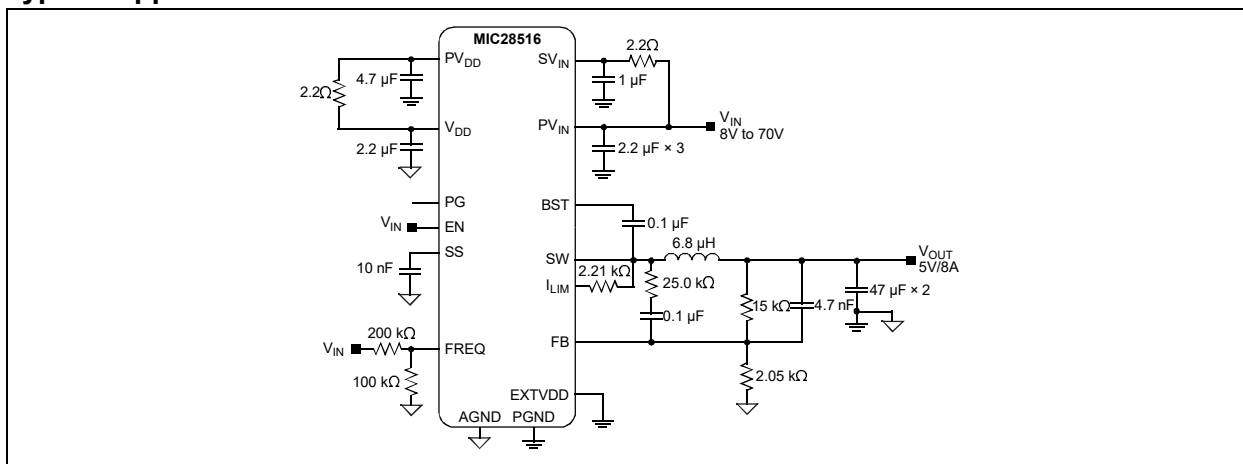 MIC28516
PVDD
4.7 µF
2.2Ω
VDD
2.2 µF
PG
VIN
EN
SS
10 nF
VIN
200 kΩ
FREQ
100 kΩ
AGND
PGND
SVIN
2.2Ω
1 µF
PVIN
VIN
8V to 70V
2.2 µF × 3
BST
0.1 µF
SW
6.8 µH
VOUT
5V/8A
2.21 kΩ
ILIM
25.0 kΩ
0.1 µF
15 kΩ
4.7 nF
47 µF × 2
FB
2.05 kΩ
EXTVDD